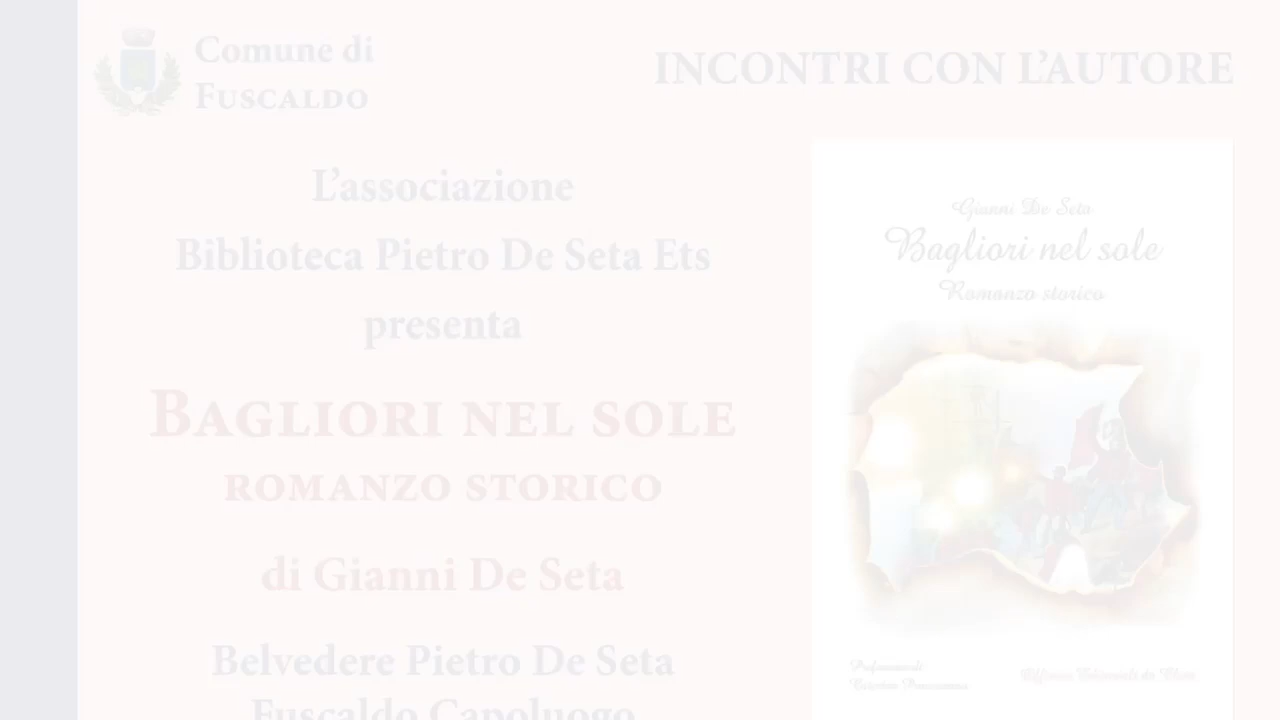 Comune di
FUSCALDO
INCONTRI CON L'AUTORE
L'associazione
Biblioteca Pietro De Seta Ets
presenta
BAGLIORI NEL SOLE
ROMANZO STORICO
di Gianni De Seta
Belvedere Pietro De Seta
Fuscaldo Capoluogo
Gianni De Seta
Bagliori nel sole
Romanzo storico